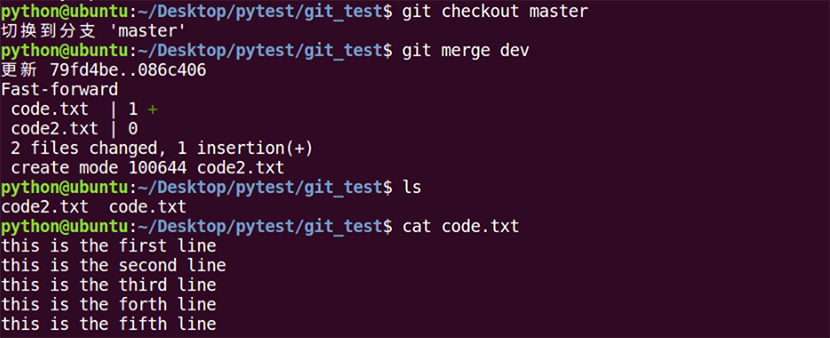 python@ubuntu:~/Desktop/pytest/git_test$ git checkout master
切换到分支 'master'
python@ubuntu:~/Desktop/pytest/git_test$ git merge dev
更新 79fd4be..086c406
Fast-forward
 code.txt  | 1 +
 code2.txt | 0
 2 files changed, 1 insertion(+)
 create mode 100644 code2.txt
python@ubuntu:~/Desktop/pytest/git_test$ ls
code2.txt  code.txt
python@ubuntu:~/Desktop/pytest/git_test$ cat code.txt
this is the first line
this is the second line
this is the third line
this is the forth line
this is the fifth line